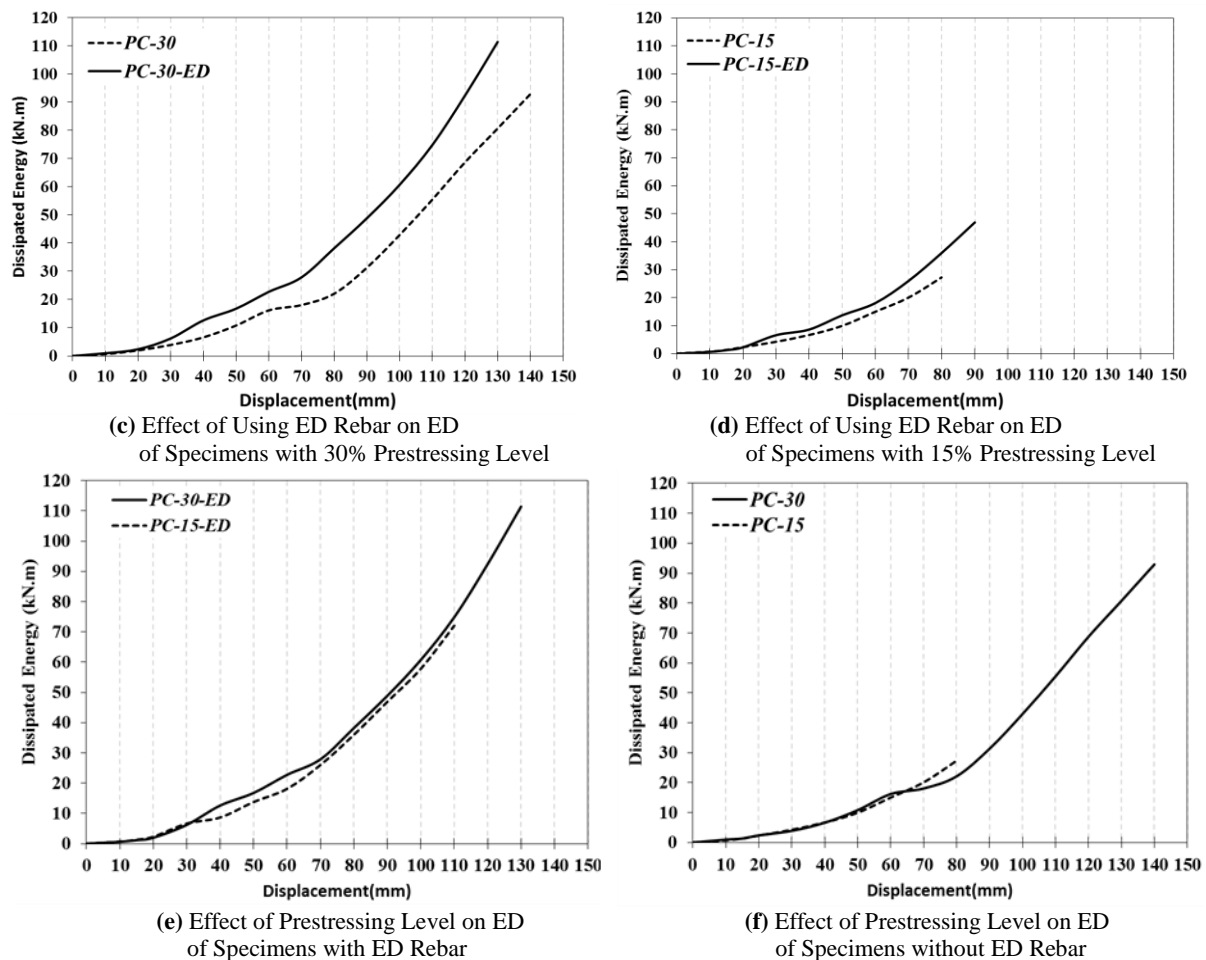 120
110
100
90
80
70
60
50
40
30
20
10
0
Dissipated Energy (kN.m)
PC-30
PC-30-ED
0 10 20 30 40 50 60 70 80 90 100 110 120 130 140 150
Displacement(mm)
(c) Effect of Using ED Rebar on ED
of Specimens with 30% Prestressing Level
120
110
100
90
80
70
60
50
40
30
20
10
0
Dissipated Energy (kN.m)
PC-15
PC-15-ED
0 10 20 30 40 50 60 70 80 90 100 110 120 130 140 150
Displacement(mm)
(d) Effect of Using ED Rebar on ED
of Specimens with 15% Prestressing Level
120
110
100
90
80
70
60
50
40
30
20
10
0
Dissipated Energy (kN.m)
PC-30-ED
PC-15-ED
0 10 20 30 40 50 60 70 80 90 100 110 120 130 140 150
Displacement(mm)
(e) Effect of Prestressing Level on ED
of Specimens with ED Rebar
120
110
100
90
80
70
60
50
40
30
20
10
0
Dissipated Energy (kN.m)
PC-30
PC-15
0 10 20 30 40 50 60 70 80 90 100 110 120 130 140 150
Displacement(mm)
(f) Effect of Prestressing Level on ED
of Specimens without ED Rebar